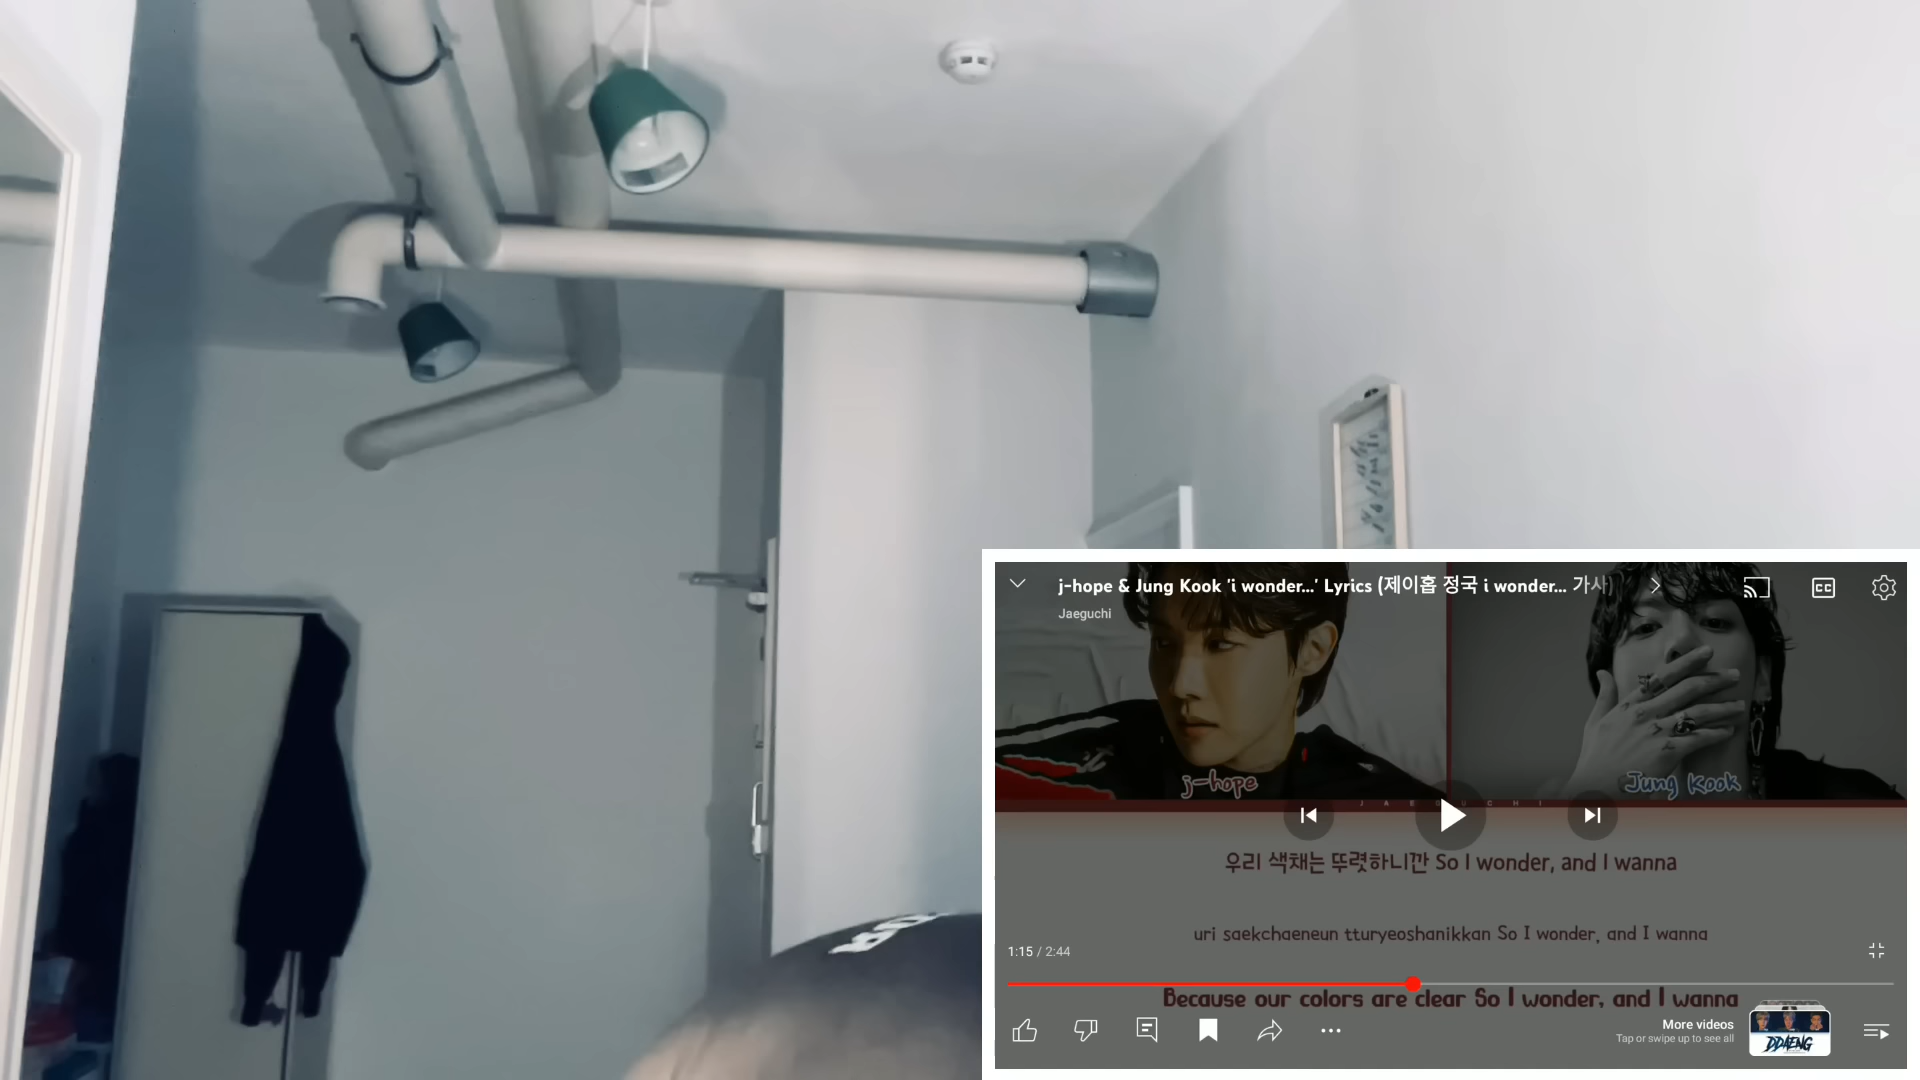 j-hope & Jung Kook 'i wonder...' Lyrics (제이홉 정국 i wonder... 가사)
Jaeguchi
CC
j-hope
Jung Kook
JAEGUCHI
우리 색채는 뚜렷하니깐 So I wonder, and I wanna
uri saekchaeneun tturyeoshanikkan So I wonder, and I wanna
1:15 / 2:44
Because our colors are clear So I wonder, and I wanna
More videos
Tap or swipe up to see all
DDAENG